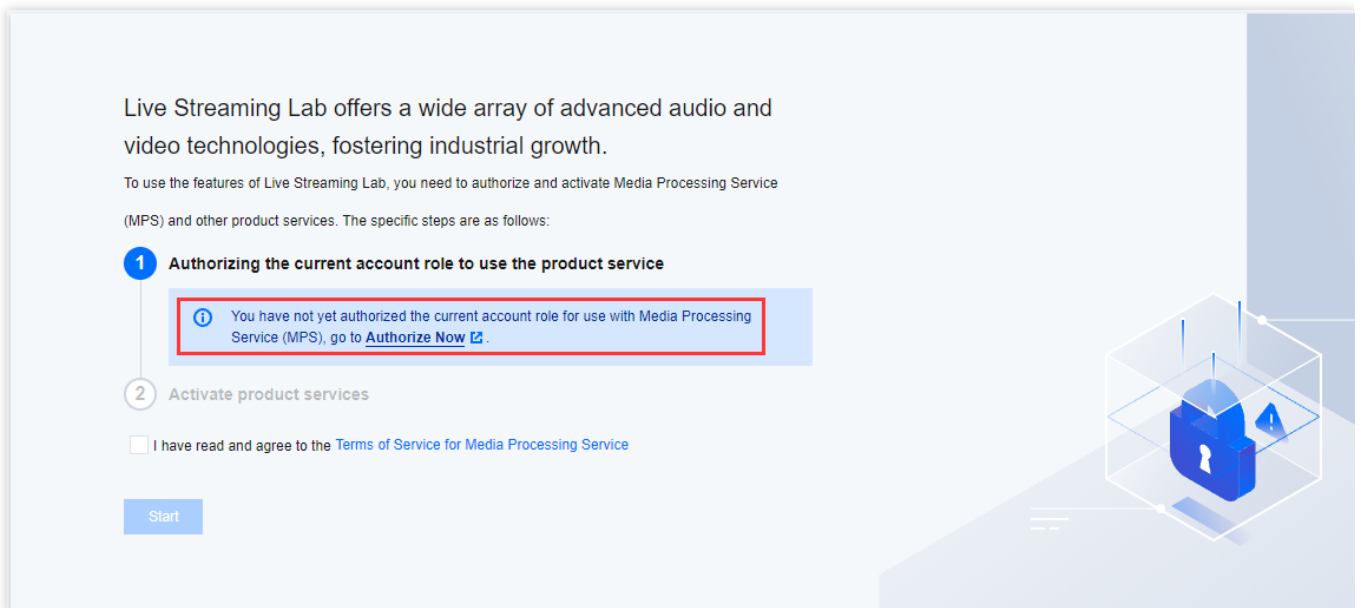 Live Streaming Lab offers a wide array of advanced audio and
video technologies, fostering industrial growth.
To use the features of Live Streaming Lab, you need to authorize and activate Media Processing Service
(MPS) and other product services. The specific steps are as follows:
1 Authorizing the current account role to use the product service
You have not yet authorized the current account role for use with Media Processing
Service (MPS), go to Authorize Now .
2 Activate product services
I have read and agree to the Terms of Service for Media Processing Service
Start